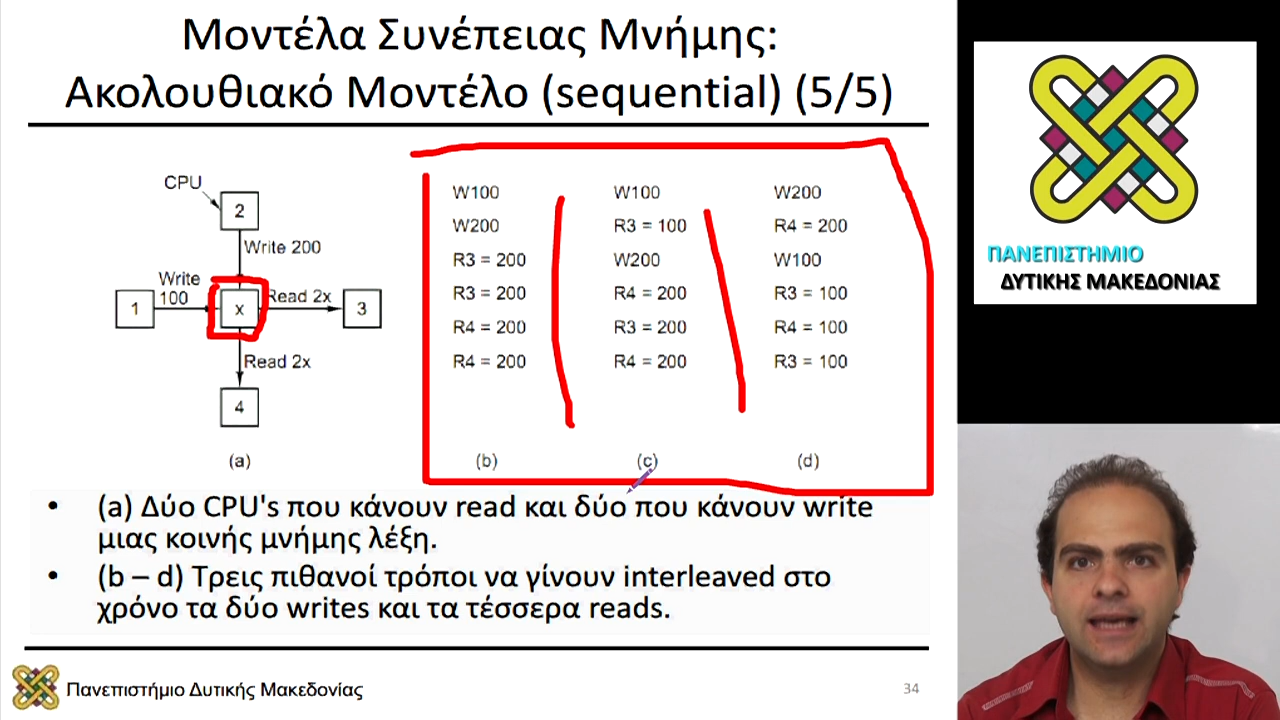 Μοντέλα Συνέπειας Μνήμης:
Ακολουθιακό Μοντέλο (sequential) (5/5)
CPU
2
Write 200
Write
100
1
x
Read 2x
3
Read 2x
4
(a)
W100
W200
R3 = 200
R3 = 200
R4 = 200
R4 = 200
(b)
W100
R3 = 100
W200
R4 = 200
R3 = 200
R4 = 200
(c)
W200
R4 = 200
W100
R3 = 100
R4 = 100
R3 = 100
(d)
• (a) Δύο CPU's που κάνουν read και δύο που κάνουν write
μιας κοινής μνήμης λέξη.
• (b – d) Τρεις πιθανοί τρόποι να γίνουν interleaved στο
χρόνο τα δύο writes και τα τέσσερα reads.
Πανεπιστήμιο Δυτικής Μακεδονίας
34
ΠΑΝΕΠΙΣΤΗΜΙΟ
ΔΥΤΙΚΗΣ ΜΑΚΕΔΟΝΙΑΣ